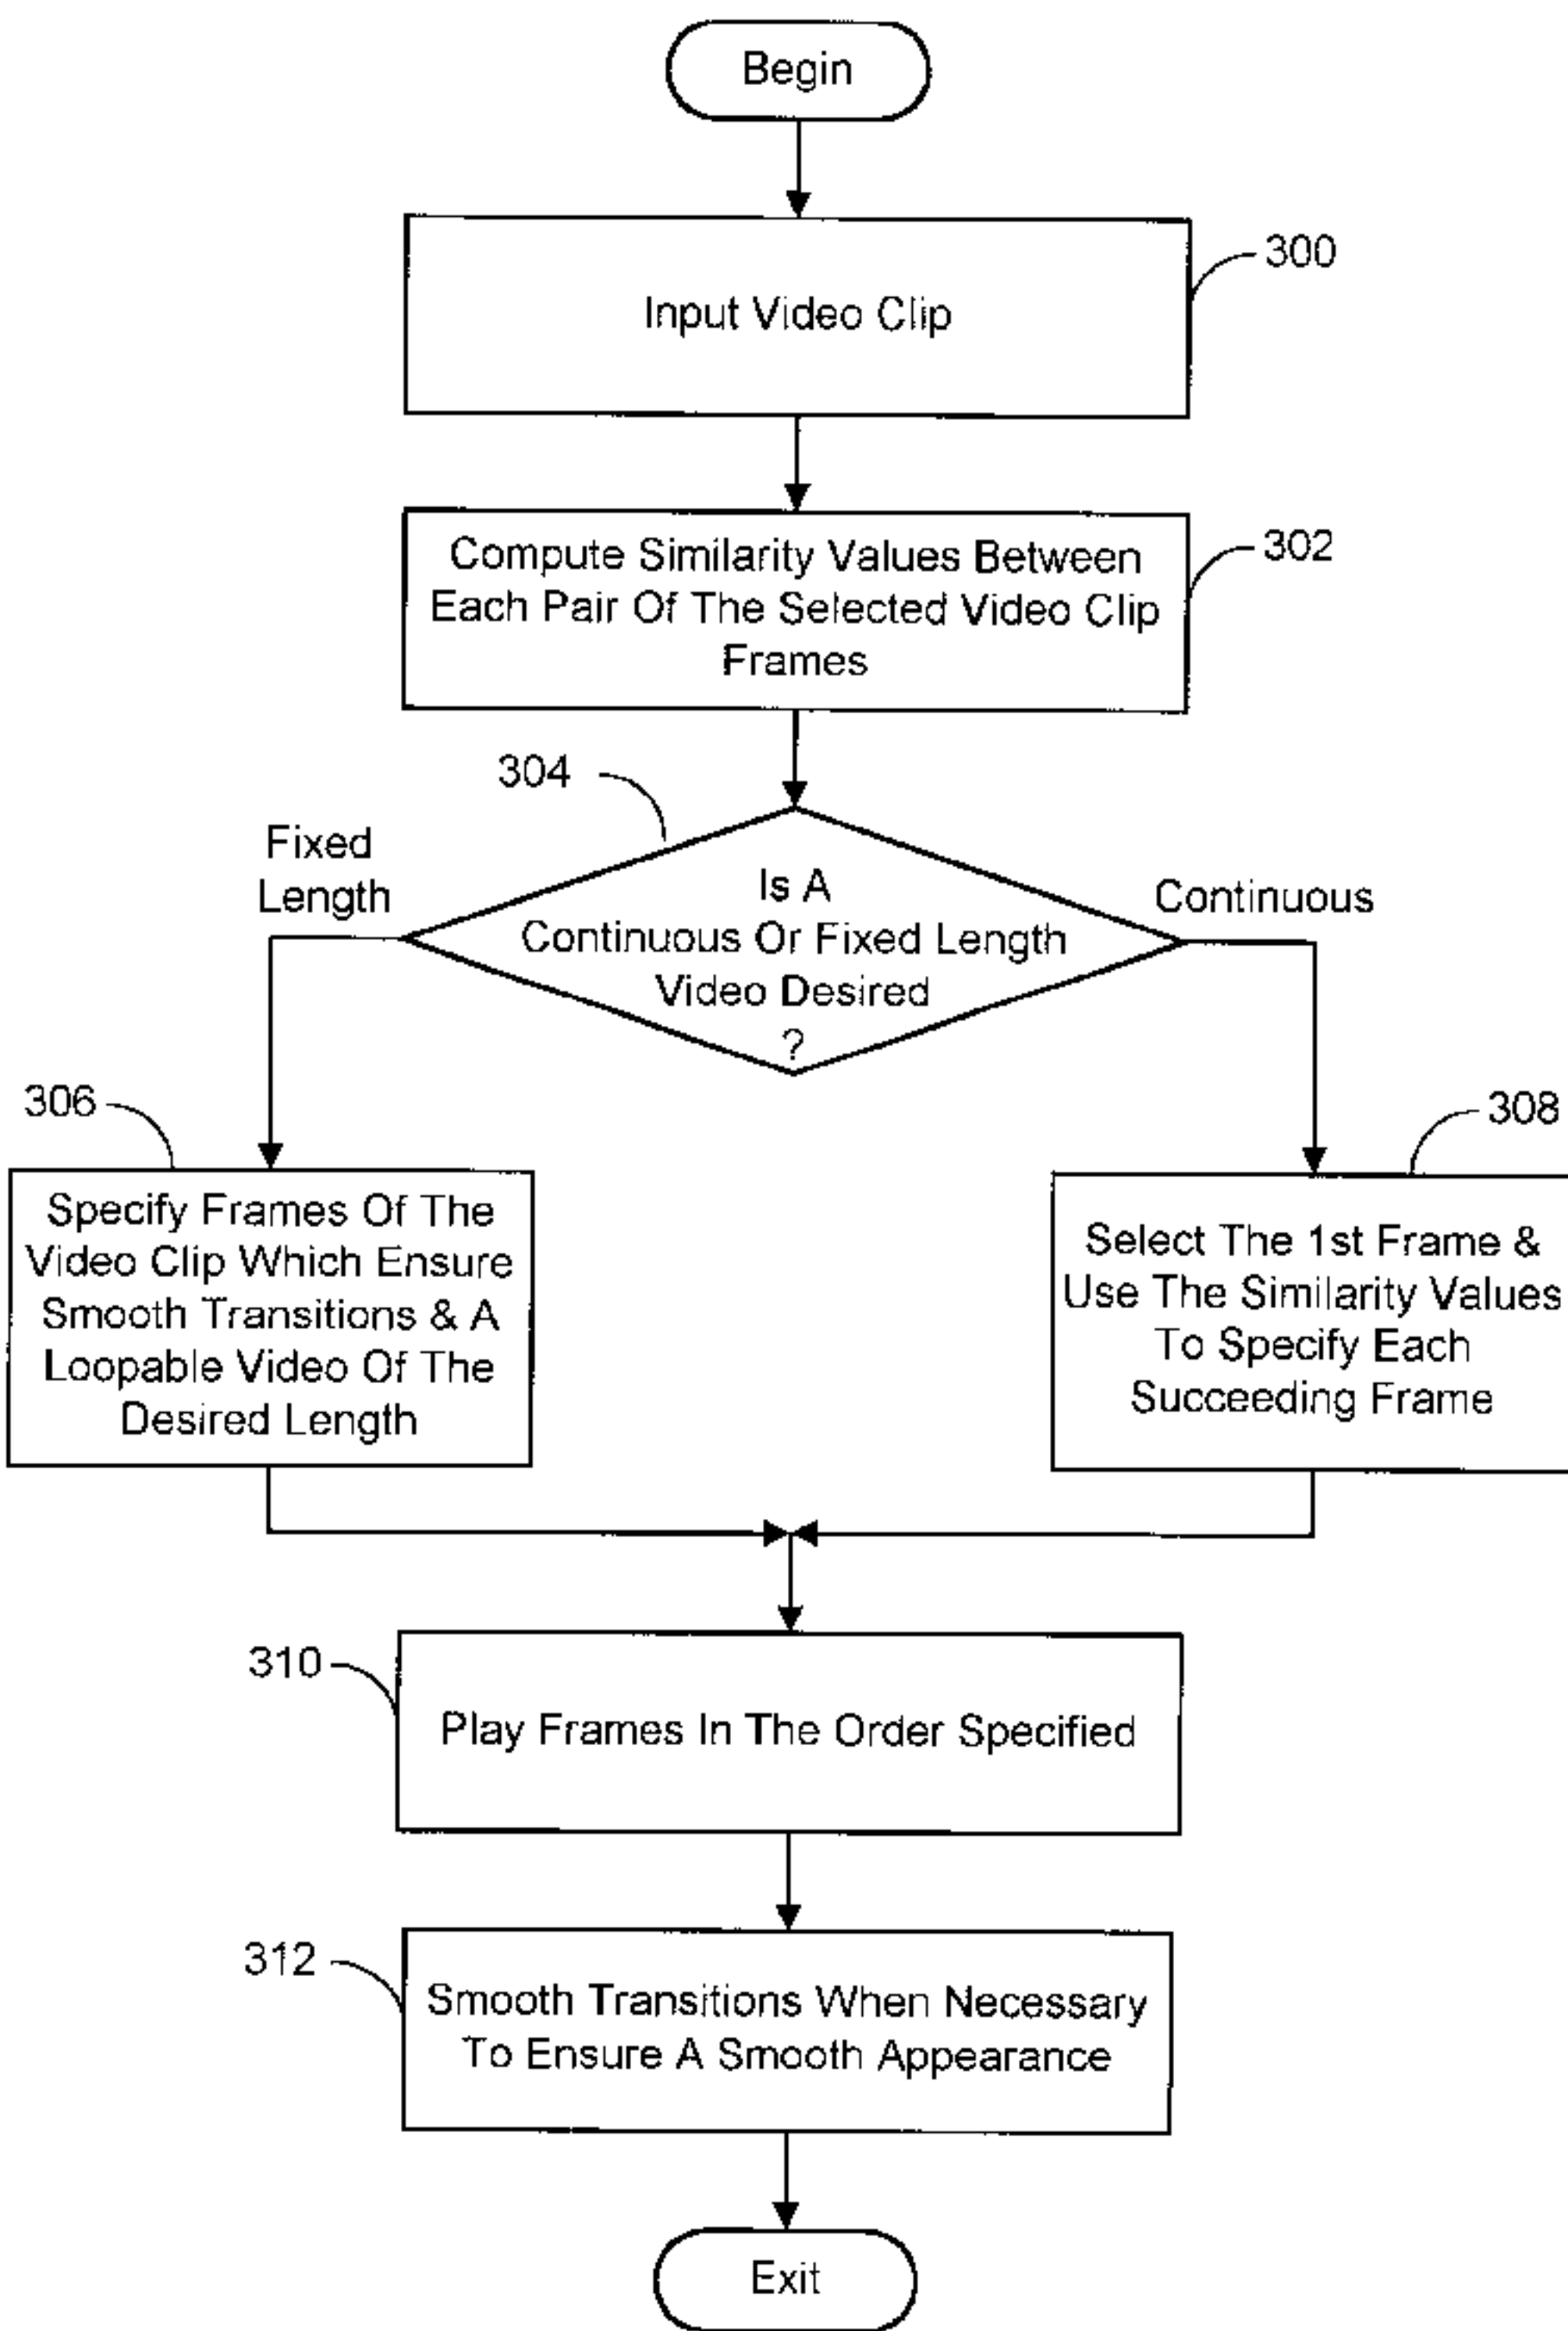 Begin
300
Input Video Clip
302
Compute Similarity Values Between
Each Pair Of The Selected Video Clip
Frames
304
Fixed
Length
Is A
Continuous Or Fixed Length
Video Desired
?
Continuous
306
Specify Frames Of The
Video Clip Which Ensure
Smooth Transitions & A
Loopable Video Of The
Desired Length
308
Select The 1st Frame &
Use The Similarity Values
To Specify Each
Succeeding Frame
310
Play Frames In The Order Specified
312
Smooth Transitions When Necessary
To Ensure A Smooth Appearance
Exit